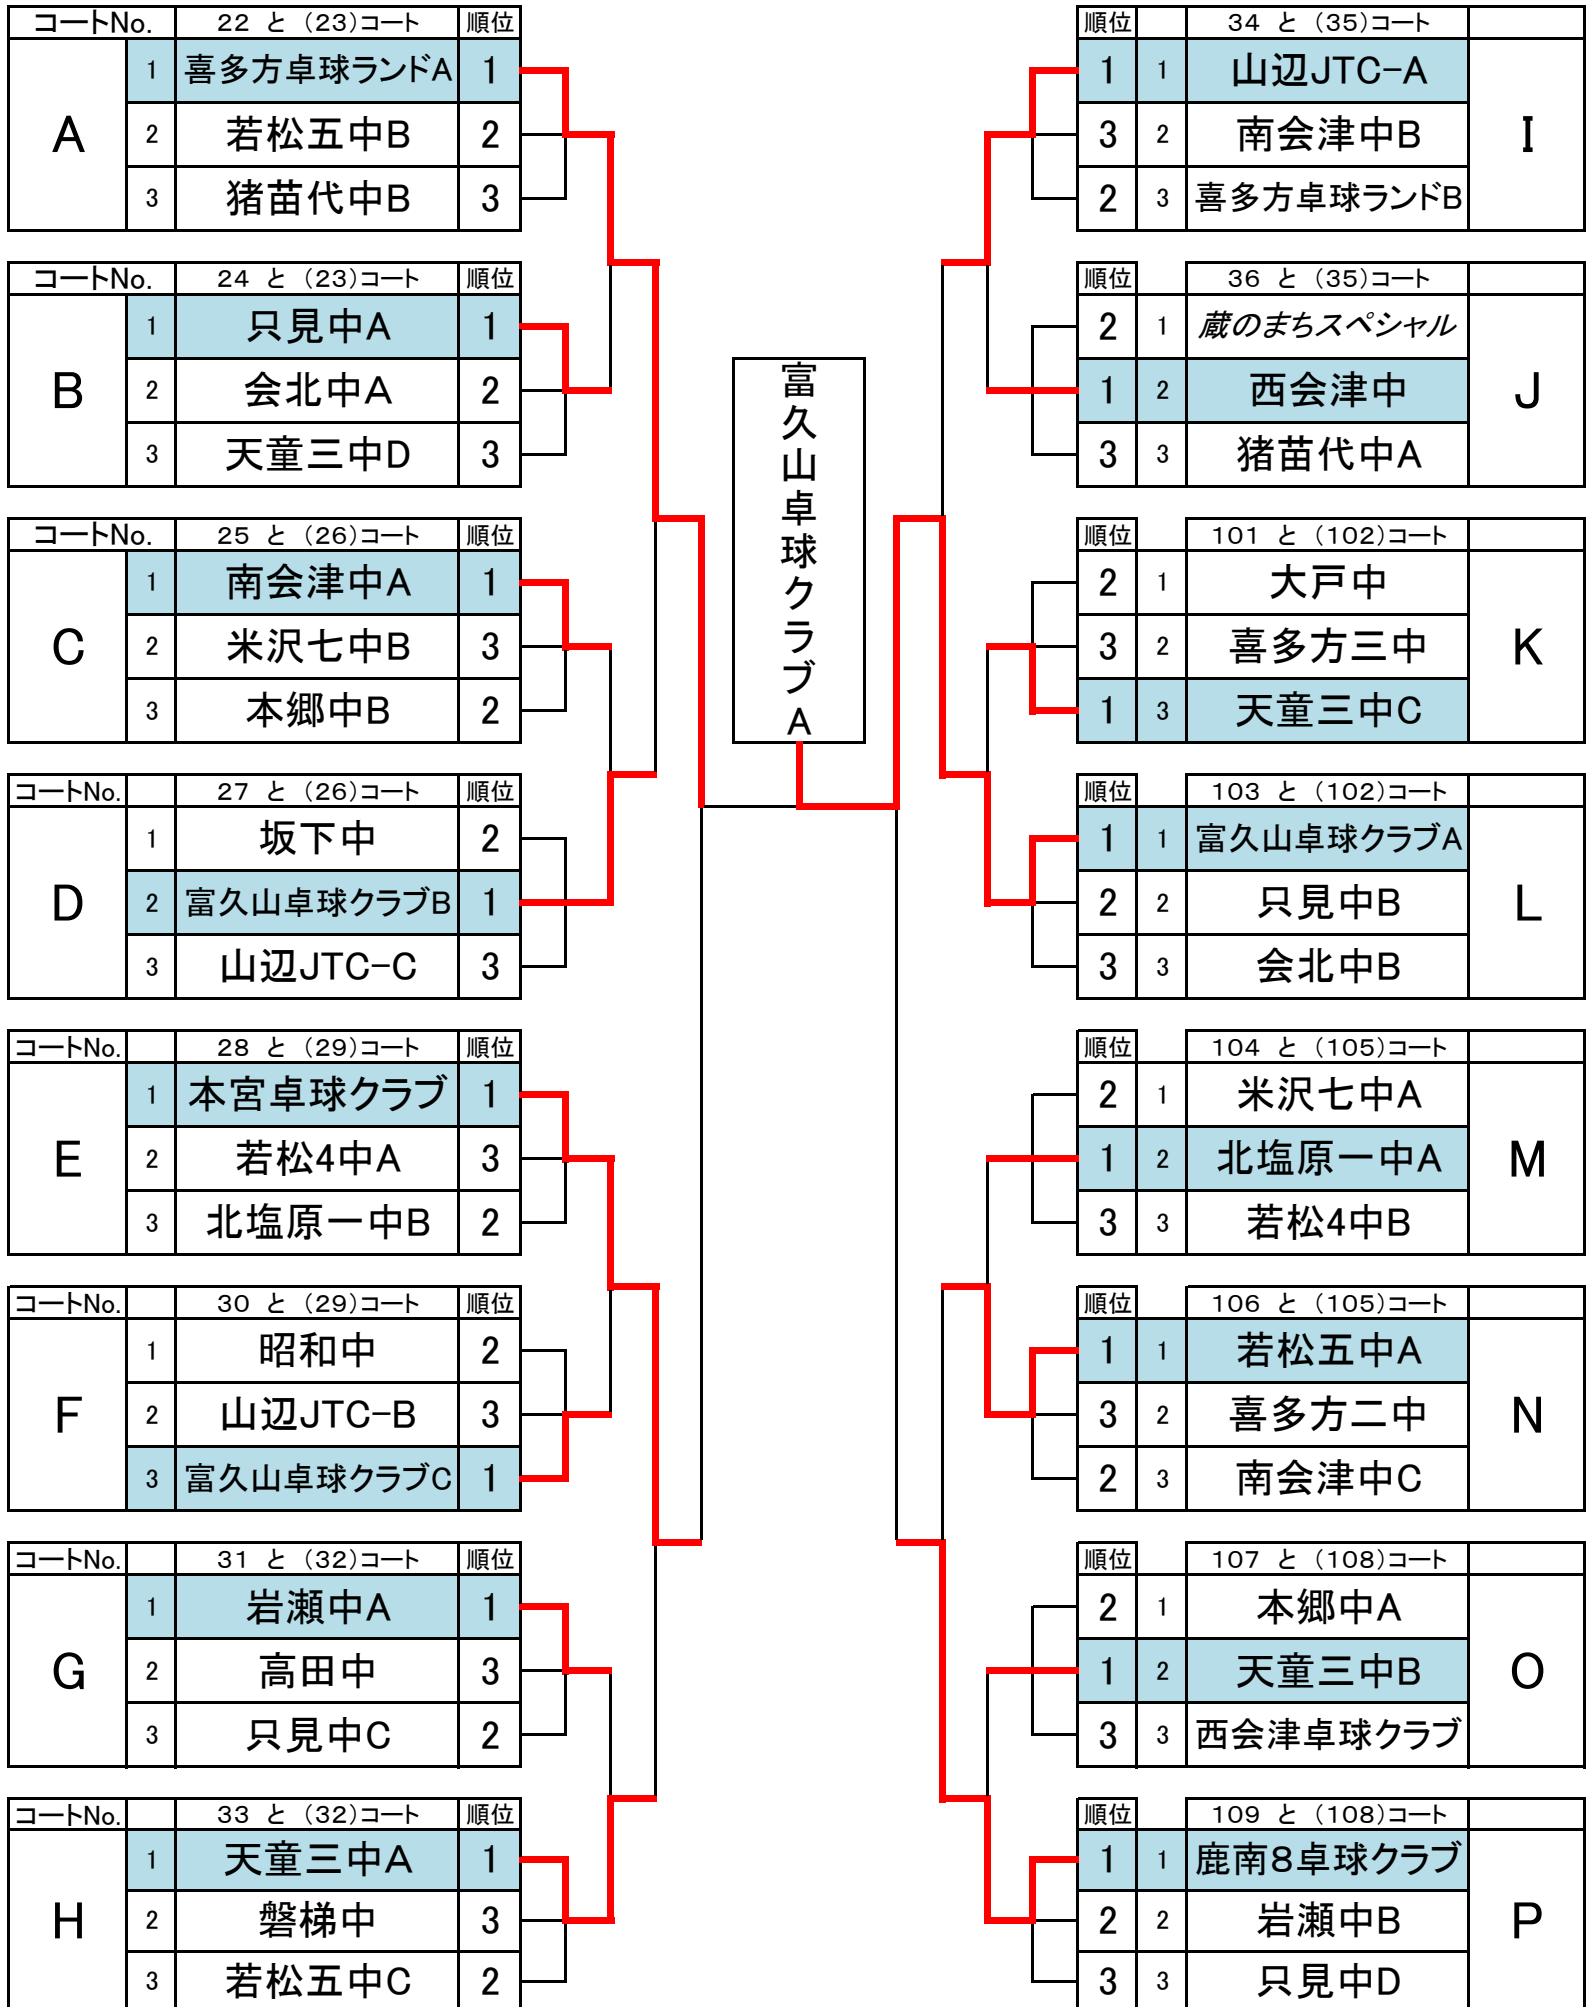 コートNo. 22 と (23)コート 順位
A
1 喜多方卓球ランドA 1
2 若松五中B 2
3 猪苗代中B 3
コートNo. 24 と (23)コート 順位
B
1 只見中A 1
2 会北中A 2
3 天童三中D 3
コートNo. 25 と (26)コート 順位
C
1 南会津中A 1
2 米沢七中B 3
3 本郷中B 2
コートNo. 27 と (26)コート 順位
D
1 坂下中 2
2 富久山卓球クラブB 1
3 山辺JTC-C 3
コートNo. 28 と (29)コート 順位
E
1 本宮卓球クラブ 1
2 若松4中A 3
3 北塩原一中B 2
コートNo. 30 と (29)コート 順位
F
1 昭和中 2
2 山辺JTC-B 3
3 富久山卓球クラブC 1
コートNo. 31 と (32)コート 順位
G
1 岩瀬中A 1
2 高田中 3
3 只見中C 2
コートNo. 33 と (32)コート 順位
H
1 天童三中A 1
2 磐梯中 3
3 若松五中C 2
富久山卓球クラブA
順位 34 と (35)コート
1 1 山辺JTC-A
3 2 南会津中B
2 3 喜多方卓球ランドB
I
順位 36 と (35)コート
2 1 蔵のまちスペシャル
1 2 西会津中
3 3 猪苗代中A
J
順位 101 と (102)コート
2 1 大戸中
3 2 喜多方三中
1 3 天童三中C
K
順位 103 と (102)コート
1 1 富久山卓球クラブA
2 2 只見中B
3 3 会北中B
L
順位 104 と (105)コート
2 1 米沢七中A
1 2 北塩原一中A
3 3 若松4中B
M
順位 106 と (105)コート
1 1 若松五中A
3 2 喜多方二中
2 3 南会津中C
N
順位 107 と (108)コート
2 1 本郷中A
1 2 天童三中B
3 3 西会津卓球クラブ
O
順位 109 と (108)コート
1 1 鹿南8卓球クラブ
2 2 岩瀬中B
3 3 只見中D
P